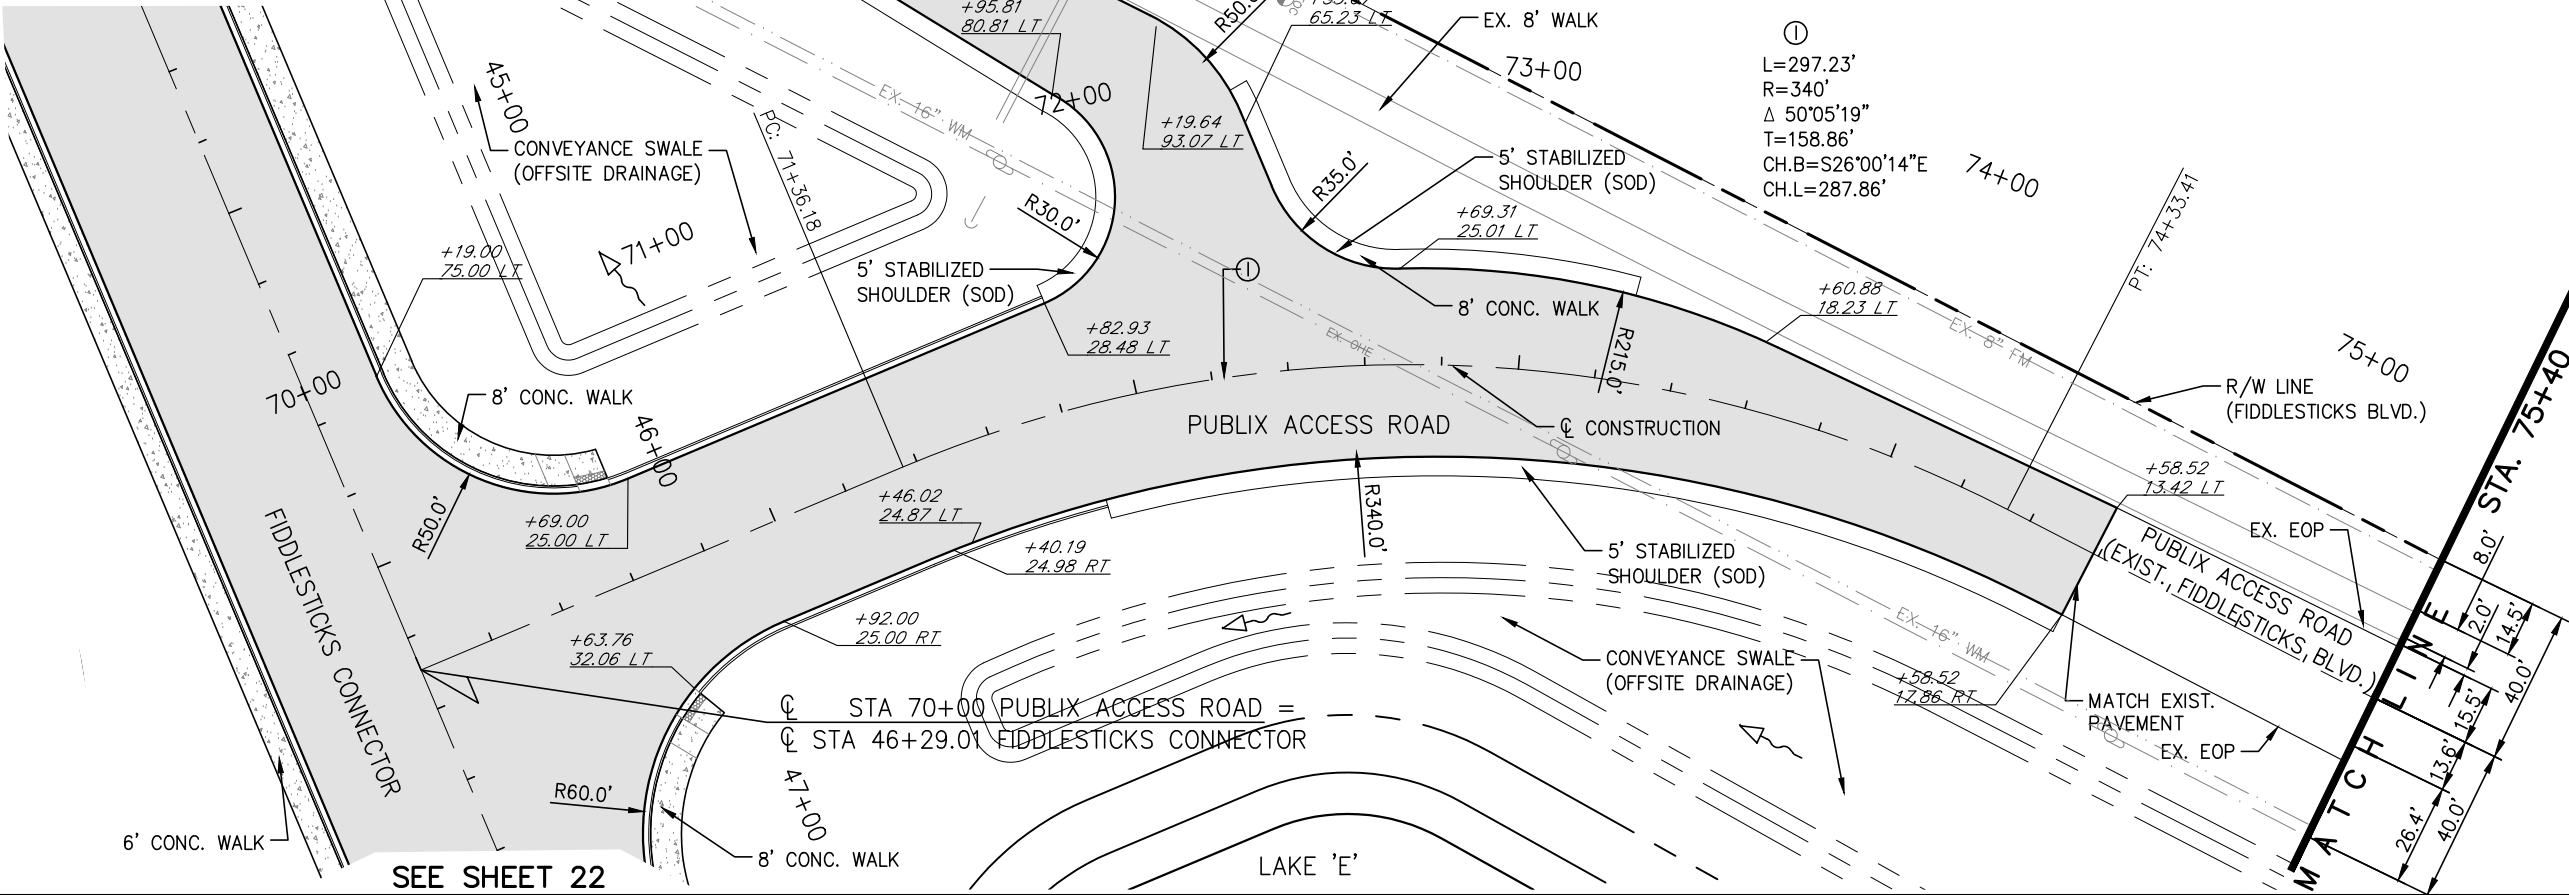 +95.81
80.81 LT
R50.0'
65.23 LT
EX. 8' WALK
73+00
①
L=297.23'
R=340'
Δ 50°05'19"
T=158.86'
CH.B=S26°00'14"E
CH.L=287.86'
45+00
EX. 16" WM
72+00
CONVEYANCE SWALE
(OFFSITE DRAINAGE)
PC: 71+36.18
+19.64
93.07 LT
R35.0'
5' STABILIZED
SHOULDER (SOD)
74+00
PT: 74+33.41
R30.0'
+69.31
25.01 LT
71+00
+19.00
75.00 LT
5' STABILIZED
SHOULDER (SOD)
①
8' CONC. WALK
+60.88
18.23 LT
EX. 8" FM
+82.93
28.48 LT
EX. OHE
R215.0'
75+00
70+00
8' CONC. WALK
46+00
R/W LINE
(FIDDLESTICKS BLVD.)
PUBLIX ACCESS ROAD
℄ CONSTRUCTION
+58.52
13.42 LT
MATCH LINE STA. 75+40
R50.0'
+69.00
25.00 LT
+46.02
24.87 LT
R340.0'
+40.19
24.98 RT
5' STABILIZED
SHOULDER (SOD)
EX. EOP
PUBLIX ACCESS ROAD
(EXIST., FIDDLESTICKS, BLVD.)
8.0'
2.0'
14.5'
40.0'
15.5'
13.6'
26.4'
40.0'
FIDDLESTICKS CONNECTOR
+63.76
32.06 LT
+92.00
25.00 RT
EX. 16" WM
CONVEYANCE SWALE
(OFFSITE DRAINAGE)
+58.52
17.86 RT
MATCH EXIST.
PAVEMENT
EX. EOP
℄ STA 70+00 PUBLIX ACCESS ROAD =
℄ STA 46+29.01 FIDDLESTICKS CONNECTOR
47+00
R60.0'
6' CONC. WALK
8' CONC. WALK
LAKE 'E'
SEE SHEET 22